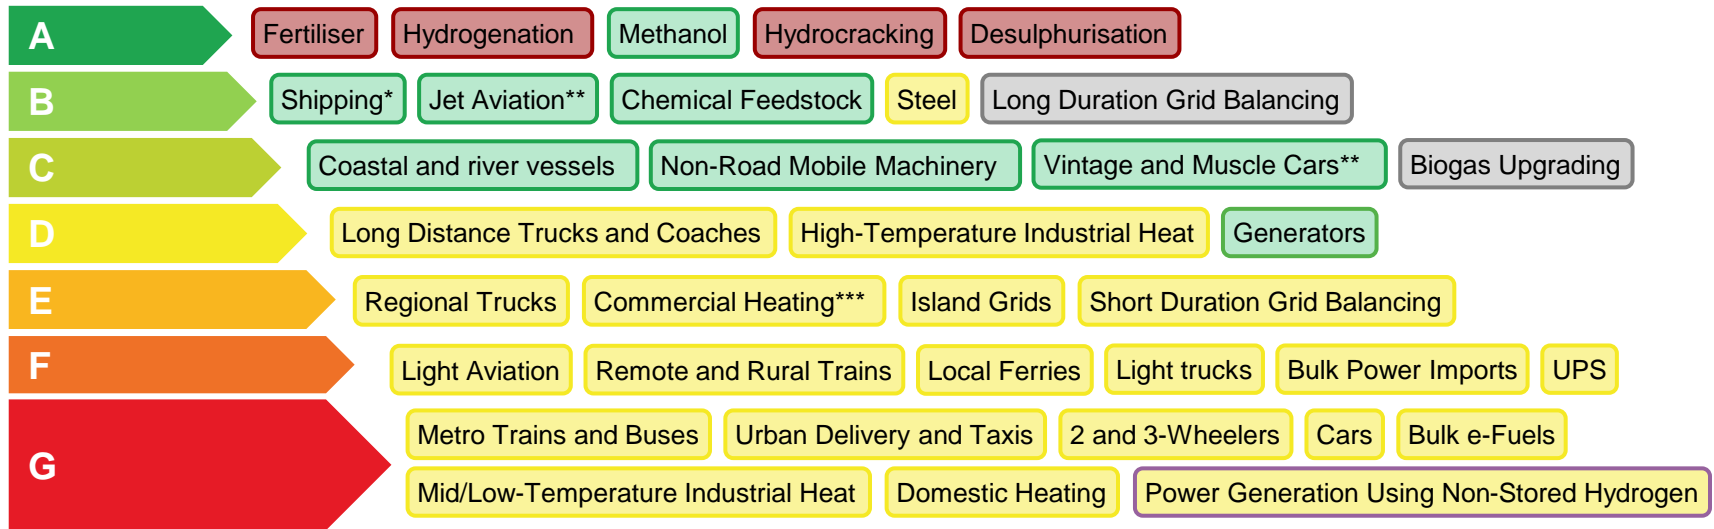 A Fertiliser Hydrogenation Methanol Hydrocracking Desulphurisation
B Shipping* Jet Aviation** Chemical Feedstock Steel Long Duration Grid Balancing
C Coastal and river vessels Non-Road Mobile Machinery Vintage and Muscle Cars** Biogas Upgrading
D Long Distance Trucks and Coaches High-Temperature Industrial Heat Generators
E Regional Trucks Commercial Heating*** Island Grids Short Duration Grid Balancing
F Light Aviation Remote and Rural Trains Local Ferries Light trucks Bulk Power Imports UPS
G Metro Trains and Buses Urban Delivery and Taxis 2 and 3-Wheelers Cars Bulk e-Fuels
Mid/Low-Temperature Industrial Heat Domestic Heating Power Generation Using Non-Stored Hydrogen